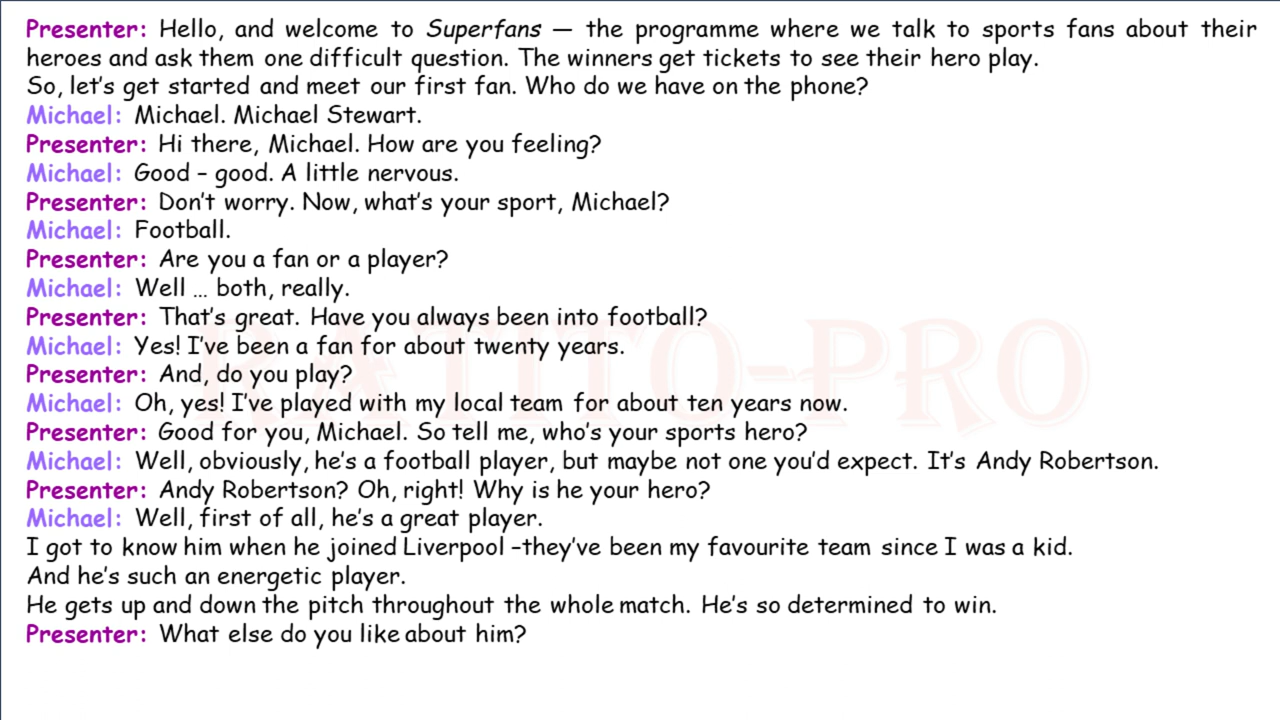 Presenter: Hello, and welcome to Superfans — the programme where we talk to sports fans about their
heroes and ask them one difficult question. The winners get tickets to see their hero play.
So, let's get started and meet our first fan. Who do we have on the phone?
Michael: Michael. Michael Stewart.
Presenter: Hi there, Michael. How are you feeling?
Michael: Good – good. A little nervous.
Presenter: Don't worry. Now, what's your sport, Michael?
Michael: Football.
Presenter: Are you a fan or a player?
Michael: Well … both, really.
Presenter: That's great. Have you always been into football?
Michael: Yes! I've been a fan for about twenty years.
Presenter: And, do you play?
Michael: Oh, yes! I've played with my local team for about ten years now.
Presenter: Good for you, Michael. So tell me, who's your sports hero?
Michael: Well, obviously, he's a football player, but maybe not one you'd expect. It's Andy Robertson.
Presenter: Andy Robertson? Oh, right! Why is he your hero?
Michael: Well, first of all, he's a great player.
I got to know him when he joined Liverpool –they've been my favourite team since I was a kid.
And he's such an energetic player.
He gets up and down the pitch throughout the whole match. He's so determined to win.
Presenter: What else do you like about him?
RATITO-PRO